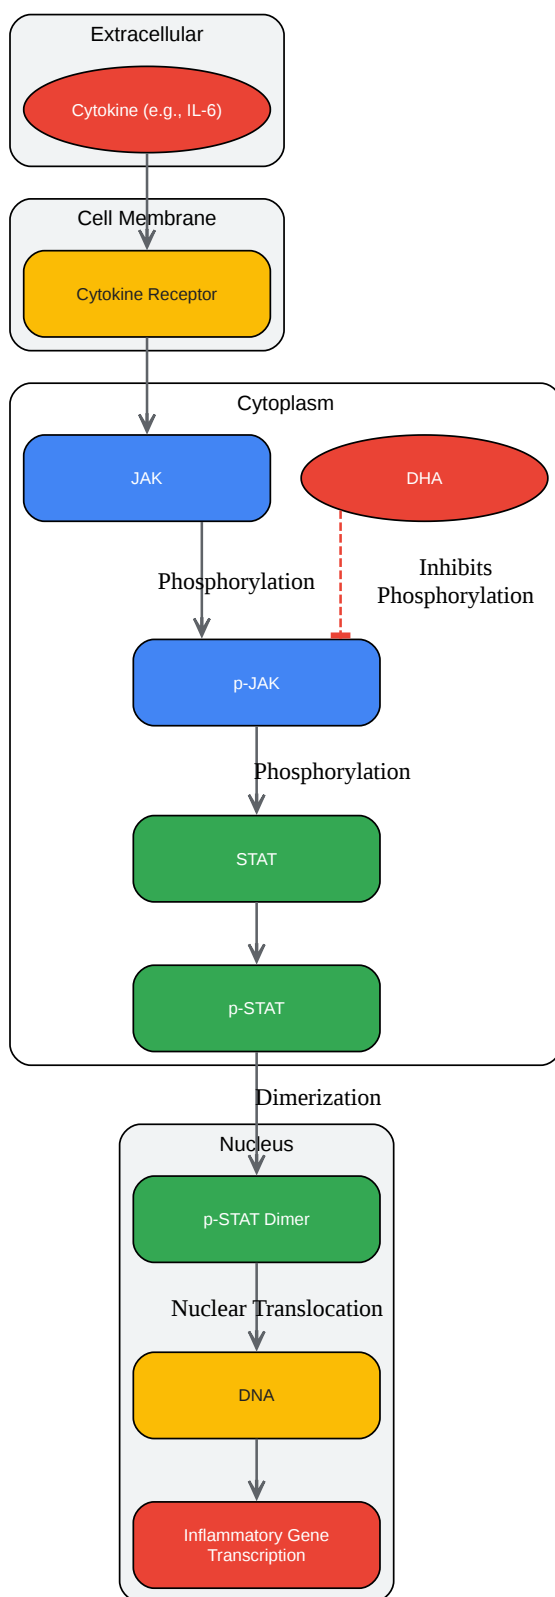 Extracellular
Cytokine (e.g., IL-6)
Cell Membrane
Cytokine Receptor
Cytoplasm
JAK
DHA
Phosphorylation
Inhibits
Phosphorylation
p-JAK
Phosphorylation
STAT
p-STAT
Dimerization
Nucleus
p-STAT Dimer
Nuclear Translocation
DNA
Inflammatory Gene
Transcription